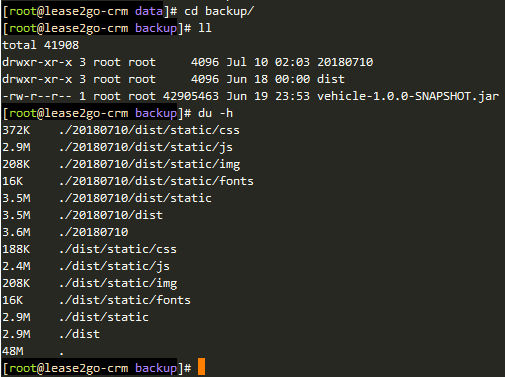 [root@lease2go-crm data]# cd backup/
[root@lease2go-crm backup]# ll
total 41908
drwxr-xr-x 3 root root     4096 Jul 10 02:03 20180710
drwxr-xr-x 3 root root     4096 Jun 18 00:00 dist
-rw-r--r-- 1 root root 42905463 Jun 19 23:53 vehicle-1.0.0-SNAPSHOT.jar
[root@lease2go-crm backup]# du -h
372K    ./20180710/dist/static/css
2.9M    ./20180710/dist/static/js
208K    ./20180710/dist/static/img
16K     ./20180710/dist/static/fonts
3.5M    ./20180710/dist/static
3.5M    ./20180710/dist
3.6M    ./20180710
188K    ./dist/static/css
2.4M    ./dist/static/js
208K    ./dist/static/img
16K     ./dist/static/fonts
2.9M    ./dist/static
2.9M    ./dist
48M     .
[root@lease2go-crm backup]#